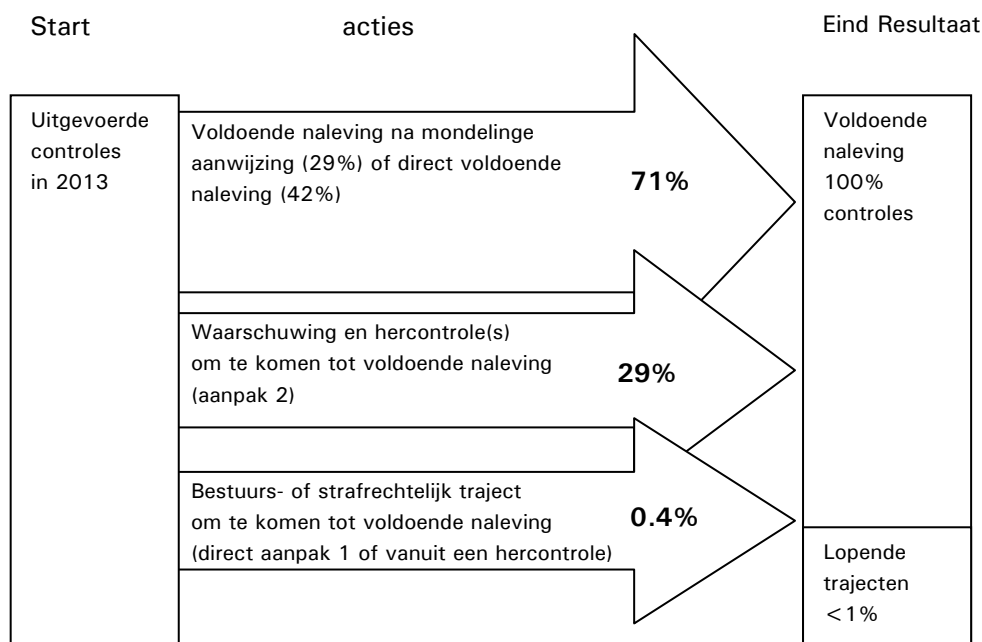 Start
acties
Eind Resultaat
Uitgevoerde
controles
in 2013
Voldoende naleving na mondelinge
aanwijzing (29%) of direct voldoende
naleving (42%)
71%
Waarschuwing en hercontrole(s)
om te komen tot voldoende naleving
(aanpak 2)
29%
Bestuurs- of strafrechtelijk traject
om te komen tot voldoende naleving
(direct aanpak 1 of vanuit een hercontrole)
0.4%
Voldoende
naleving
100%
controles
Lopende
trajecten
<1%